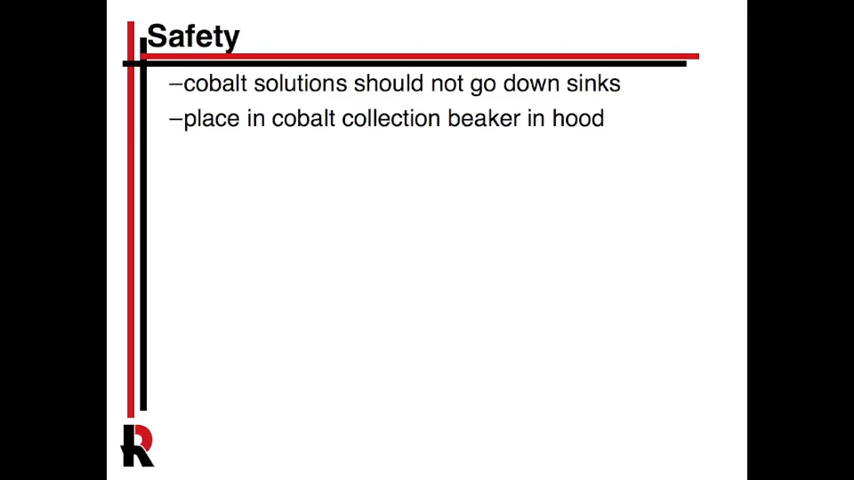 Safety
–cobalt solutions should not go down sinks
–place in cobalt collection beaker in hood
R